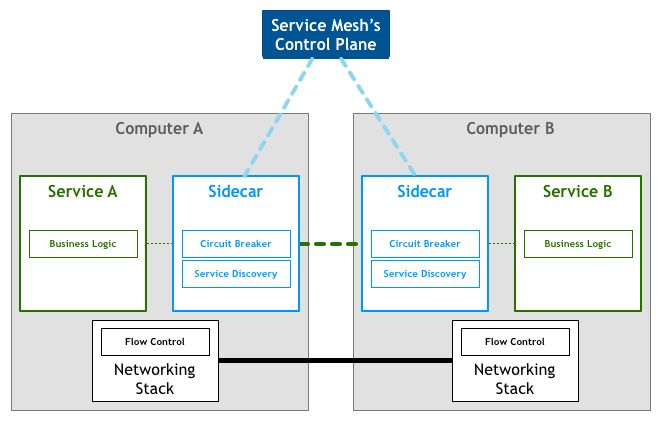 Service Mesh's
Control Plane
Computer A
Computer B
Service A
Sidecar
Sidecar
Service B
Business Logic
Circuit Breaker
Circuit Breaker
Business Logic
Service Discovery
Service Discovery
Flow Control
Flow Control
Networking
Stack
Networking
Stack